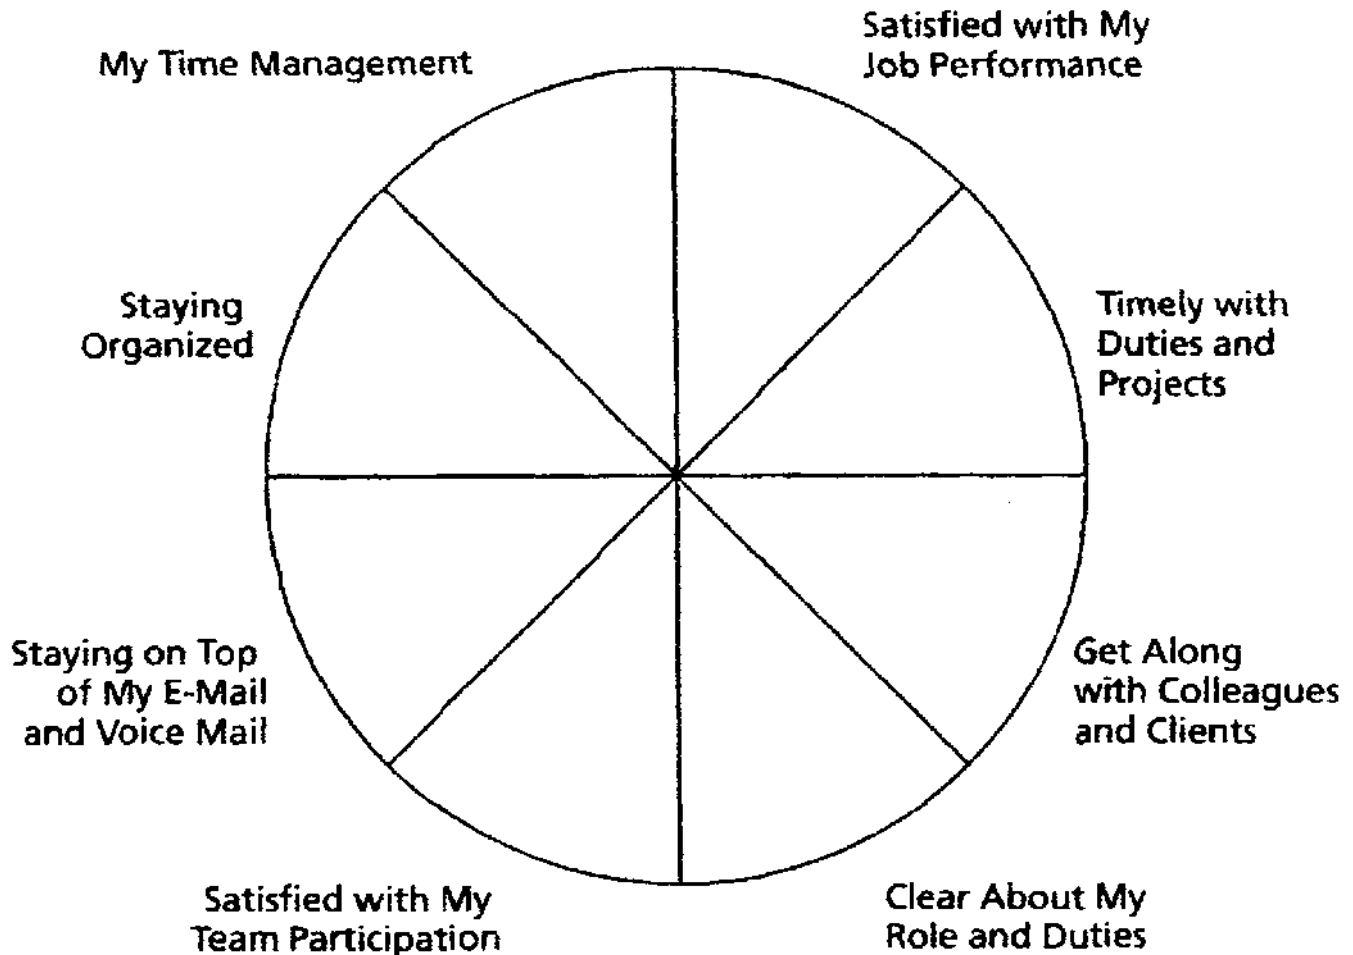 Satisfied with My
Job Performance
Timely with
Duties and
Projects
Get Along
with Colleagues
and Clients
Clear About My
Role and Duties
Satisfied with My
Team Participation
Staying on Top
of My E-Mail
and Voice Mail
Staying
Organized
My Time Management